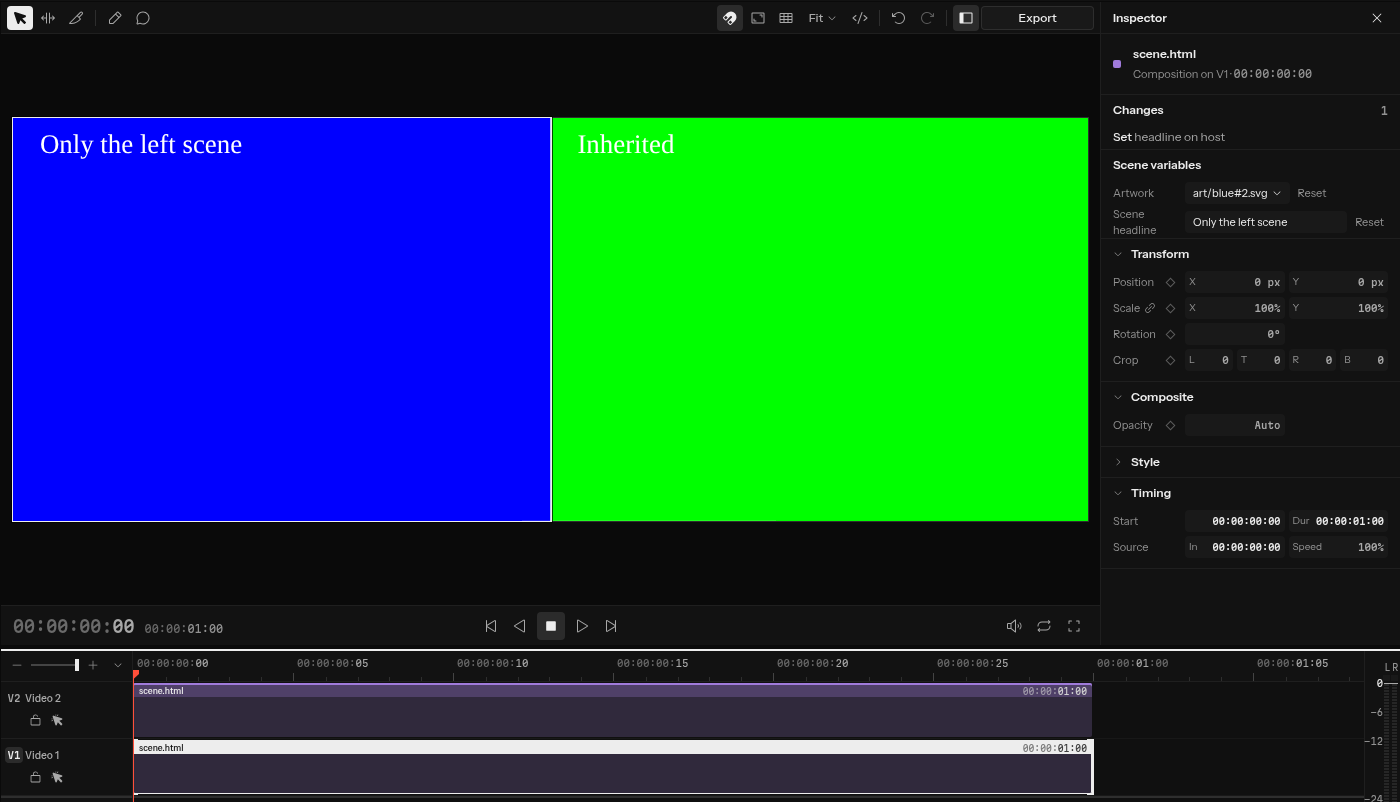 Fit
Export
Inspector
scene.html
Composition on V1·00:00:00:00
Changes
1
Set headline on host
Scene variables
Artwork
art/blue#2.svg
Reset
Scene
headline
Only the left scene
Reset
Transform
Position
X
0 px
Y
0 px
Scale
X
100%
Y
100%
Rotation
0°
Crop
L
0
T
0
R
0
B
0
Composite
Opacity
Auto
Style
Timing
Start
00:00:00:00
Dur
00:00:01:00
Source
In
00:00:00:00
Speed
100%
Only the left scene
Inherited
00:00:00:00
00:00:01:00
00:00:00:00
00:00:00:05
00:00:00:10
00:00:00:15
00:00:00:20
00:00:00:25
00:00:01:00
00:00:01:05
L R
0
-6
-12
-24
V2 Video 2
scene.html
00:00:01:00
V1 Video 1
scene.html
00:00:01:00